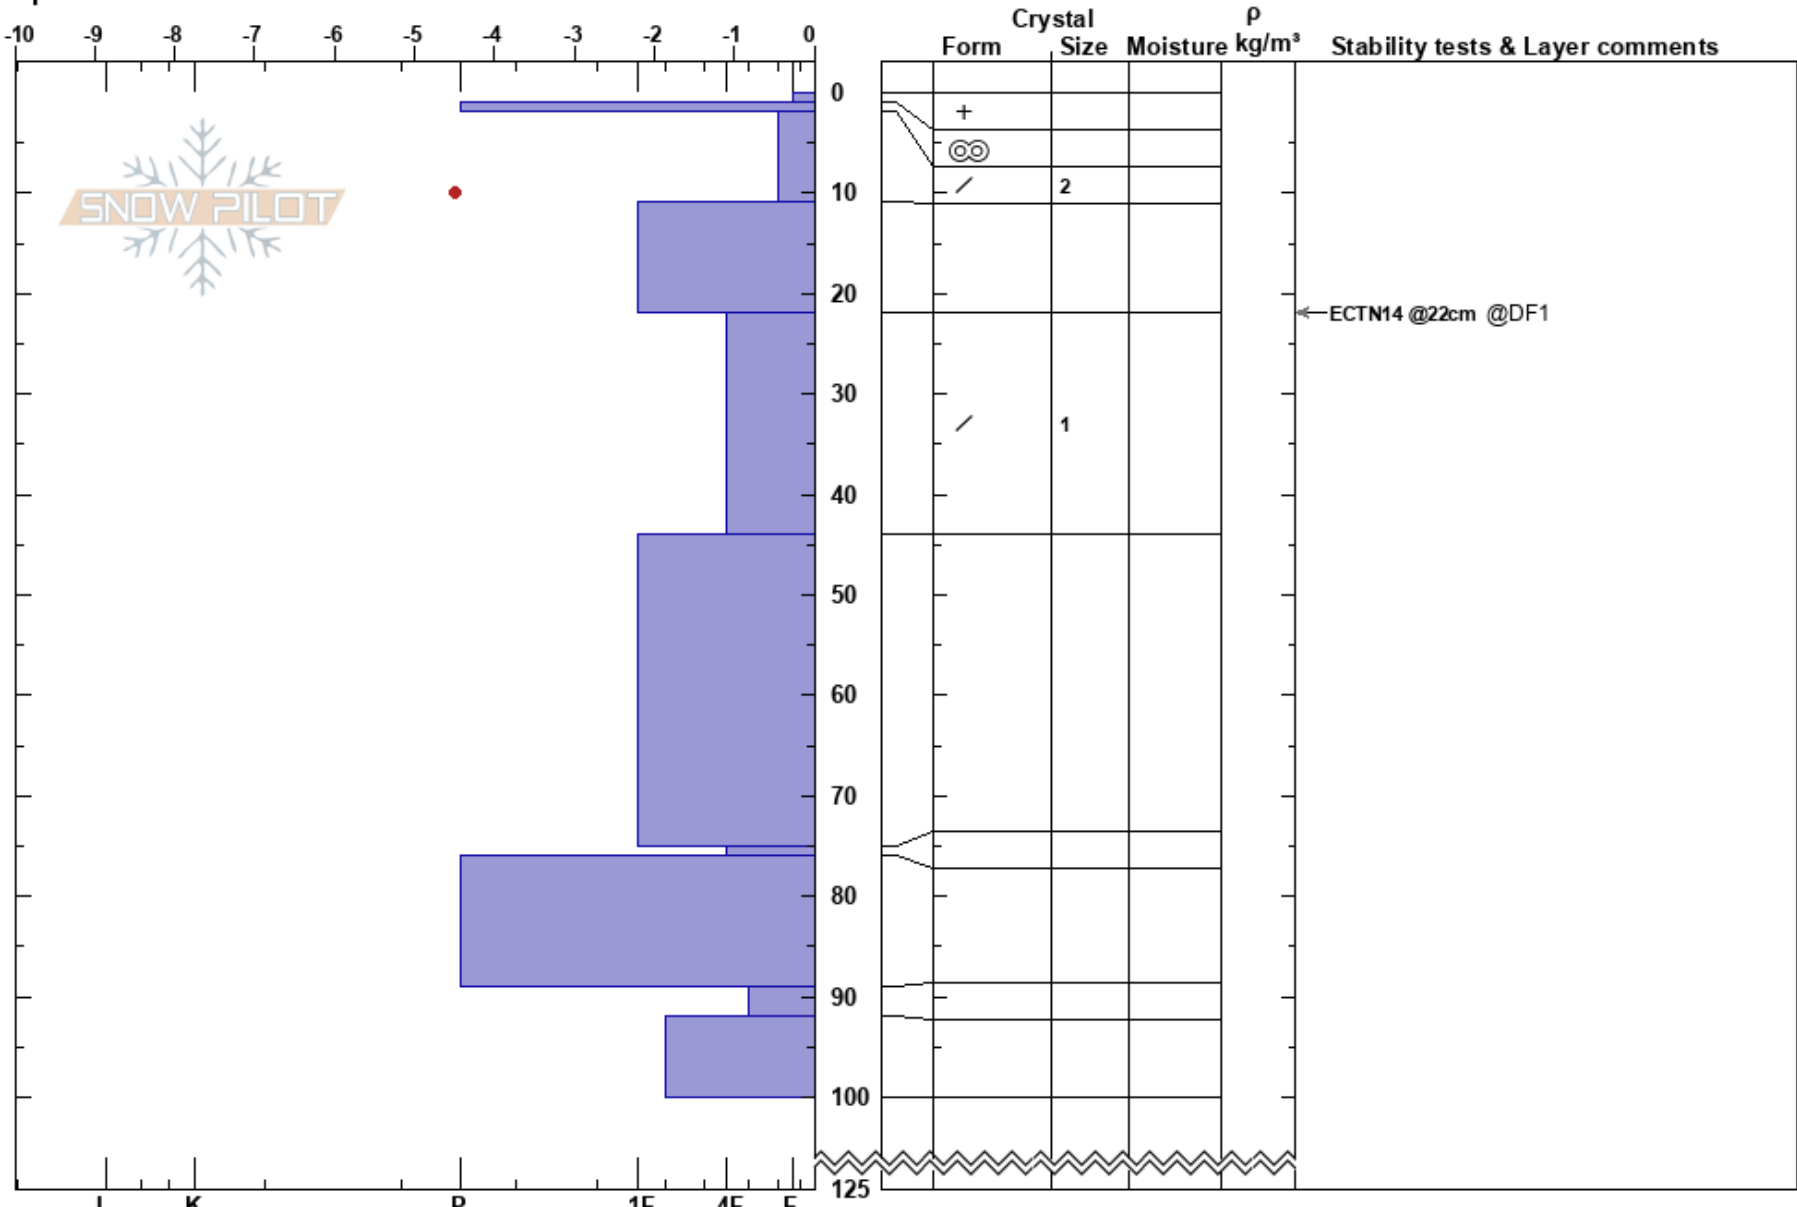 Crystal ρ
-10 -9 -8 -7 -6 -5 -4 -3 -2 -1 0 Form Size Moisture kg/m³ Stability tests & Layer comments
0
+
SNOW PILOT
10 2
20
ECTN14 @22cm @DF1
30
1
40
50
60
70
80
90
100
I K P 1F 4F F 125